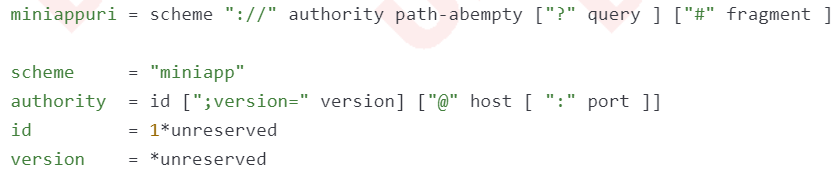 miniappuri = scheme "://" authority path-abempty ["?" query ] ["#" fragment ]
scheme     = "miniapp"
authority  = id [";version=" version] ["@" host [ ":" port ]]
id         = 1*unreserved
version    = *unreserved